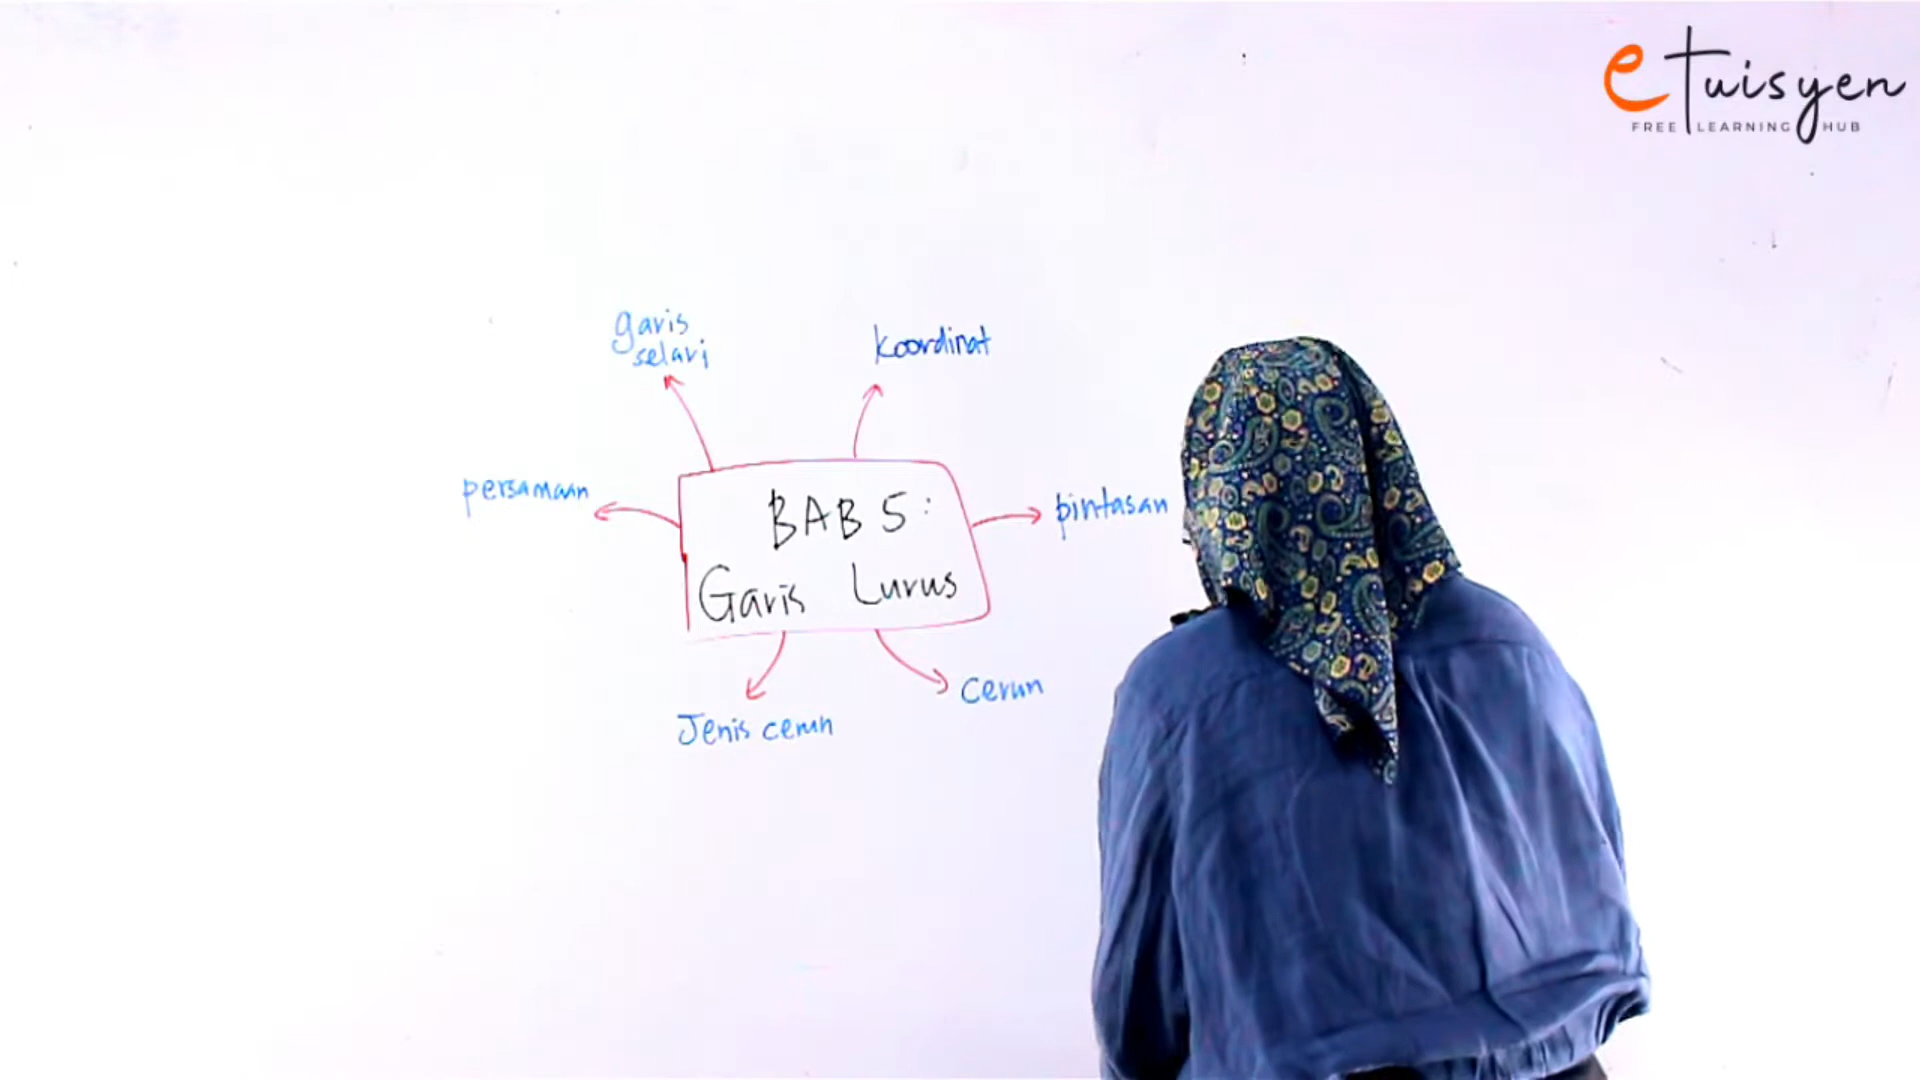 eTuisyen
FREE LEARNING HUB
garis
selari
koordinat
persamaan
BAB 5:
Garis Lurus
pintasan
Jenis cerun
cerun